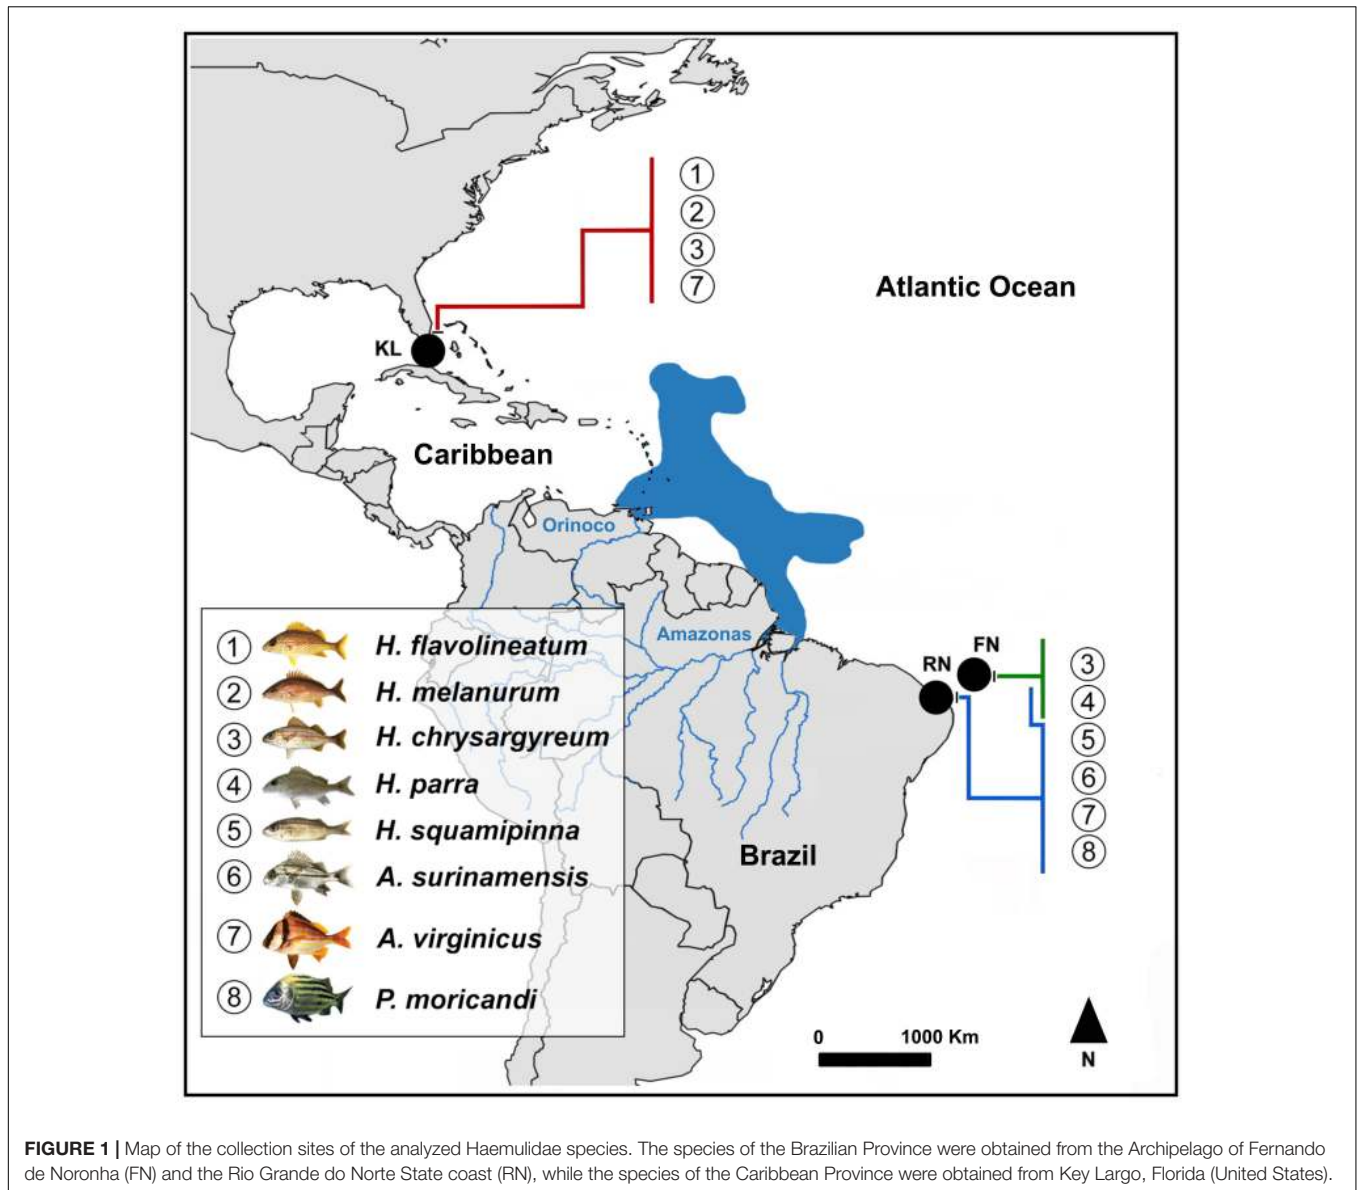 ①
②
③
⑦
Atlantic Ocean
KL
Caribbean
Orinoco
Amazonas
FN
RN
③
④
⑤
⑥
⑦
⑧
Brazil
① H. flavolineatum
② H. melanurum
③ H. chrysargyreum
④ H. parra
⑤ H. squamipinna
⑥ A. surinamensis
⑦ A. virginicus
⑧ P. moricandi
0 1000 Km
N
FIGURE 1 | Map of the collection sites of the analyzed Haemulidae species. The species of the Brazilian Province were obtained from the Archipelago of Fernando
de Noronha (FN) and the Rio Grande do Norte State coast (RN), while the species of the Caribbean Province were obtained from Key Largo, Florida (United States).